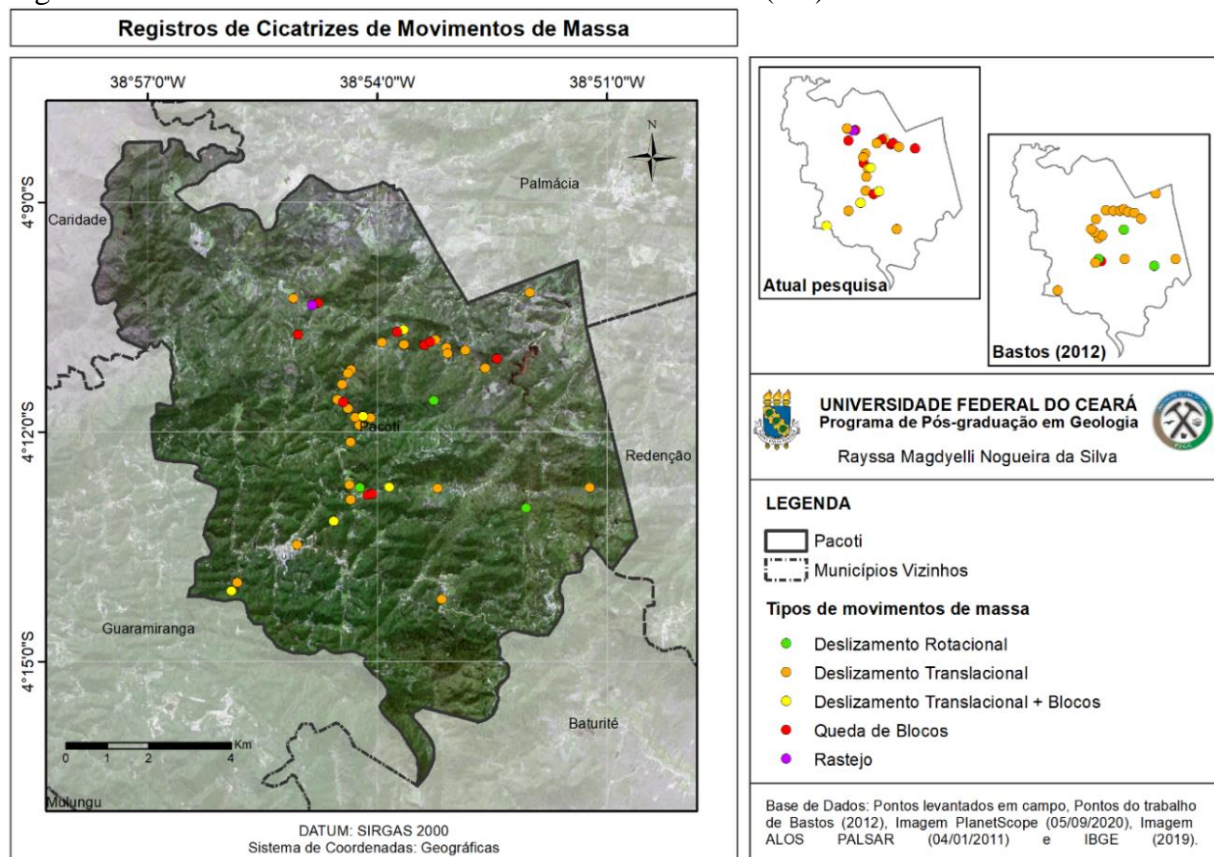 Registros de Cicatrizes de Movimentos de Massa
38°57'0"W
38°54'0"W
38°51'0"W
4°9'0"S
4°12'0"S
4°15'0"S
N
Palmácia
Caridade
Pacoti
Redenção
Guaramiranga
Baturité
Mulungu
Km
0 1 2 4
DATUM: SIRGAS 2000
Sistema de Coordenadas: Geográficas
Atual pesquisa
Bastos (2012)
UNIVERSIDADE FEDERAL DO CEARÁ
Programa de Pós-graduação em Geologia
Rayssa Magdyelli Nogueira da Silva
LEGENDA
Pacoti
Municípios Vizinhos
Tipos de movimentos de massa
Deslizamento Rotacional
Deslizamento Translacional
Deslizamento Translacional + Blocos
Queda de Blocos
Rastejo
Base de Dados: Pontos levantados em campo, Pontos do trabalho
de Bastos (2012), Imagem PlanetScope (05/09/2020), Imagem
ALOS PALSAR (04/01/2011) e IBGE (2019).